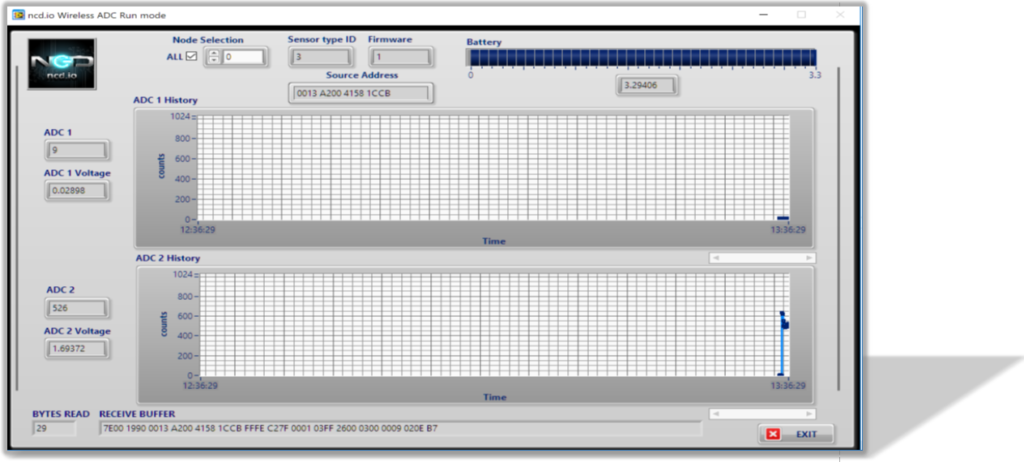 ncd.io Wireless ADC Run mode
NCD
ncd.io
Node Selection
ALL 0
Sensor type ID
3
Firmware
1
Source Address
0013 A200 4158 1CCB
Battery
0 3.3
3.29406
ADC 1 History
ADC 1
9
ADC 1 Voltage
0.02898
counts
1024
800
600
400
200
0
12:36:29 13:36:29
Time
ADC 2 History
ADC 2
526
ADC 2 Voltage
1.69372
counts
1024
800
600
400
200
0
12:36:29 13:36:29
Time
BYTES READ RECEIVE BUFFER
29 7E00 1990 0013 A200 4158 1CCB FFFE C27F 0001 03FF 2600 0300 0009 020E B7
EXIT